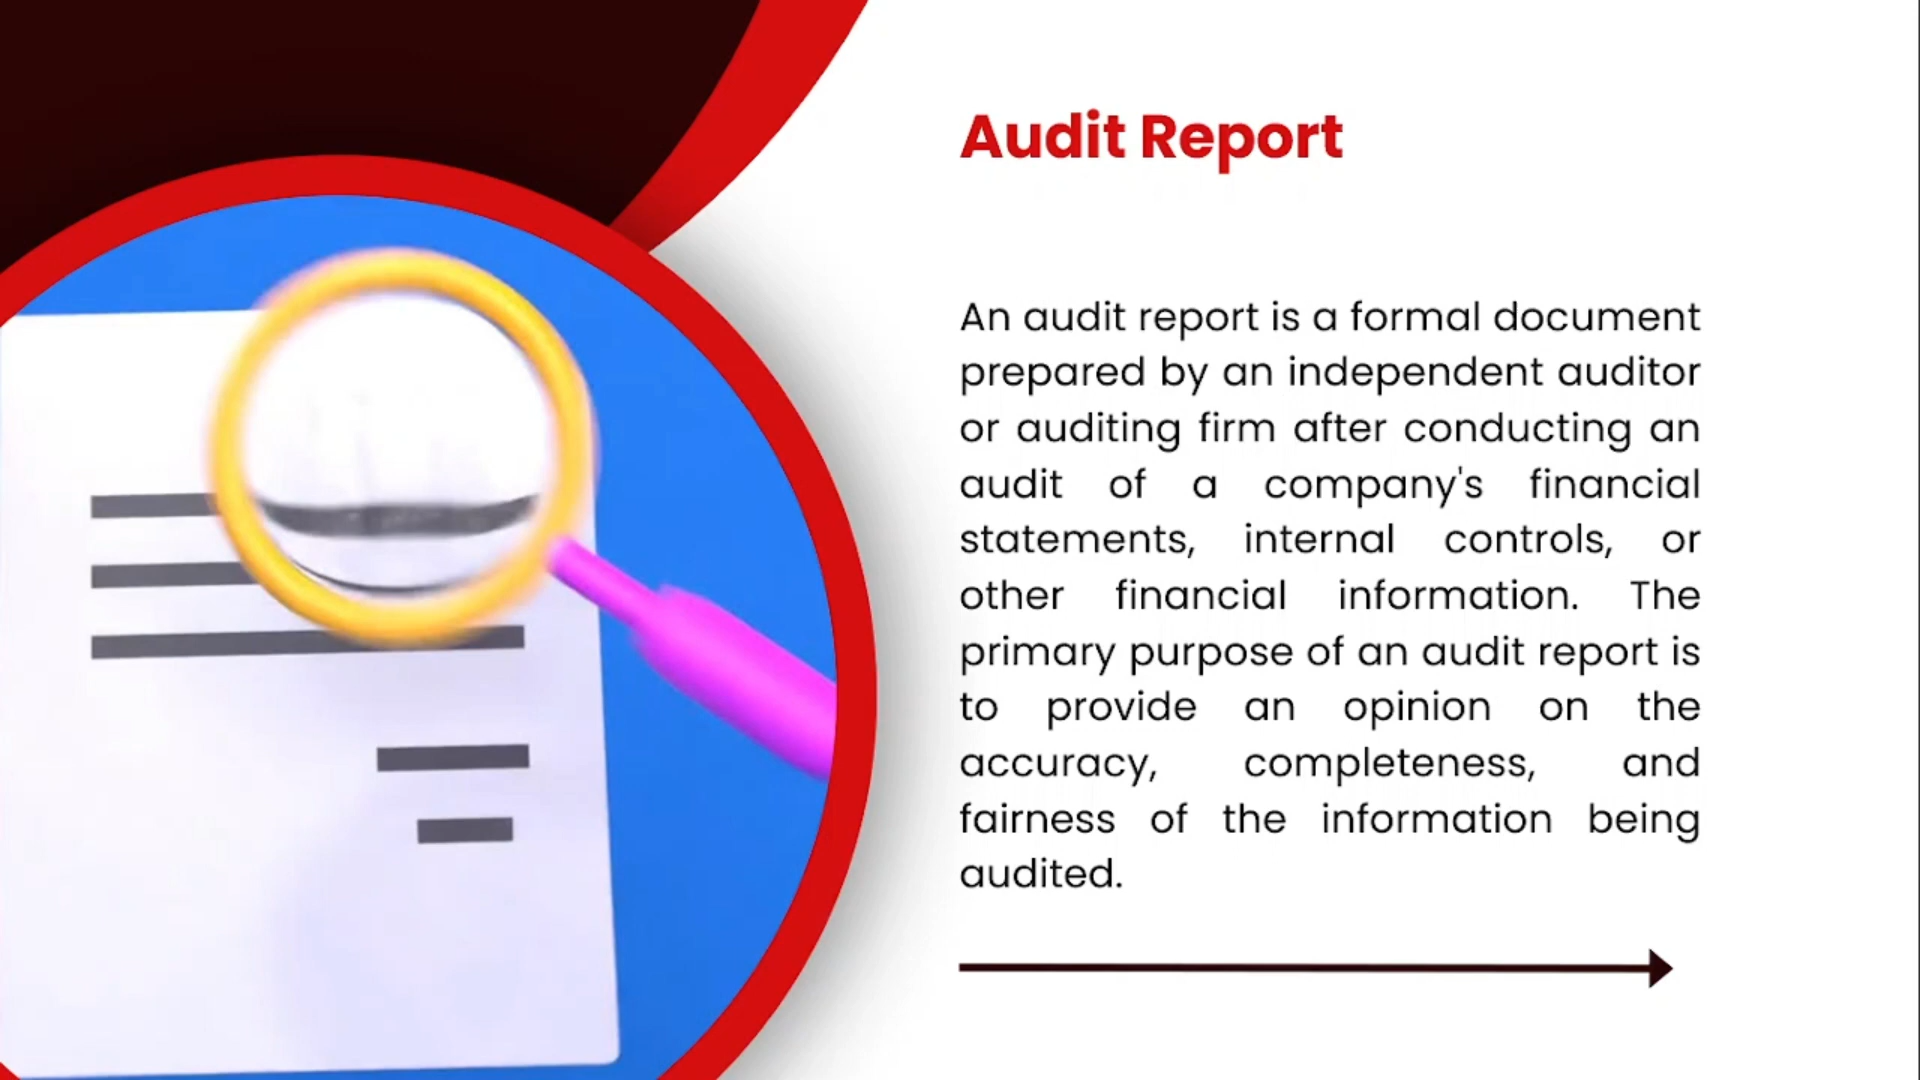 Audit Report
An audit report is a formal document
prepared by an independent auditor
or auditing firm after conducting an
audit of a company's financial
statements, internal controls, or
other financial information. The
primary purpose of an audit report is
to provide an opinion on the
accuracy, completeness, and
fairness of the information being
audited.